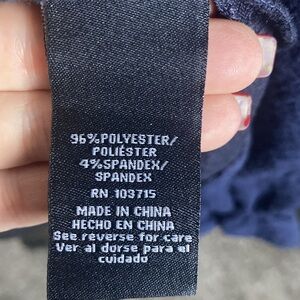 96%POLYESTER/
POLIÉSTER
4%SPANDEX/
SPANDEX
RN 103715
MADE IN CHINA
HECHO EN CHINA
See reverse for care
Ver al dorso para el
cuidado